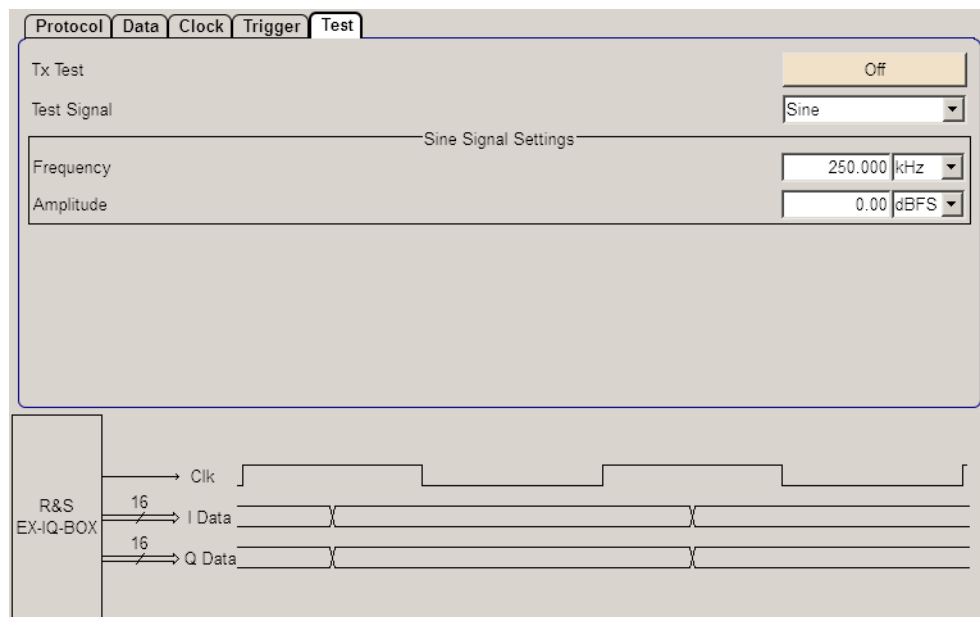 Protocol Data Clock Trigger Test
Tx Test Off
Test Signal Sine
Sine Signal Settings
Frequency 250.000 kHz
Amplitude 0.00 dBFS
R&S
EX-IQ-BOX
Clk
16
I Data
16
Q Data